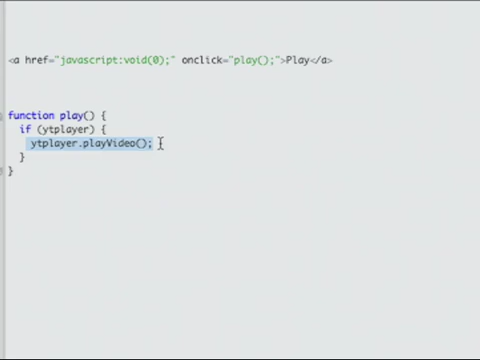 <a href="javascript:void(0);" onclick="play();">Play</a>
function play() {
if (ytplayer) {
ytplayer.playVideo();
}
}